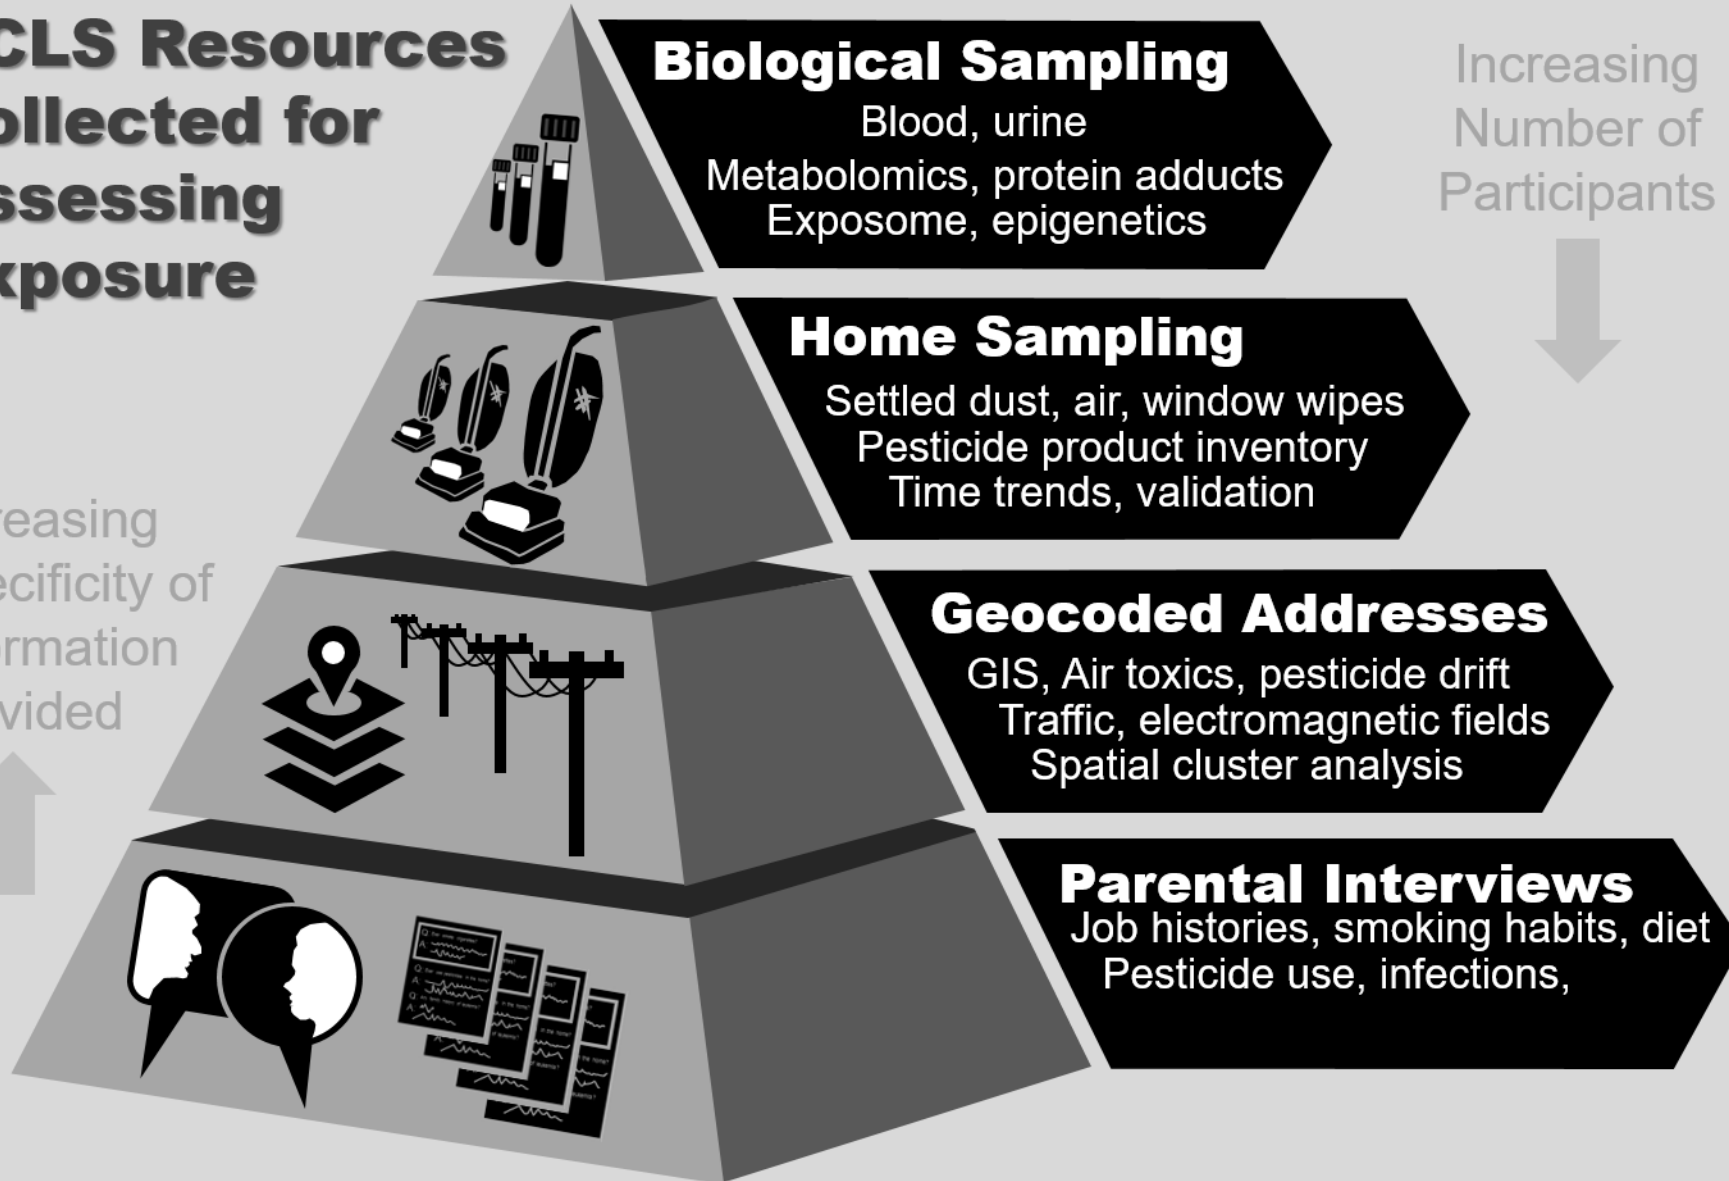 CLS Resources
ollected for
ssessing
xposure
Biological Sampling
Blood, urine
Metabolomics, protein adducts
Exposome, epigenetics
Increasing
Number of
Participants
Home Sampling
Settled dust, air, window wipes
Pesticide product inventory
Time trends, validation
reasing
ecificity of
rmation
vided
Geocoded Addresses
GIS, Air toxics, pesticide drift
Traffic, electromagnetic fields
Spatial cluster analysis
Parental Interviews
Job histories, smoking habits, diet
Pesticide use, infections,